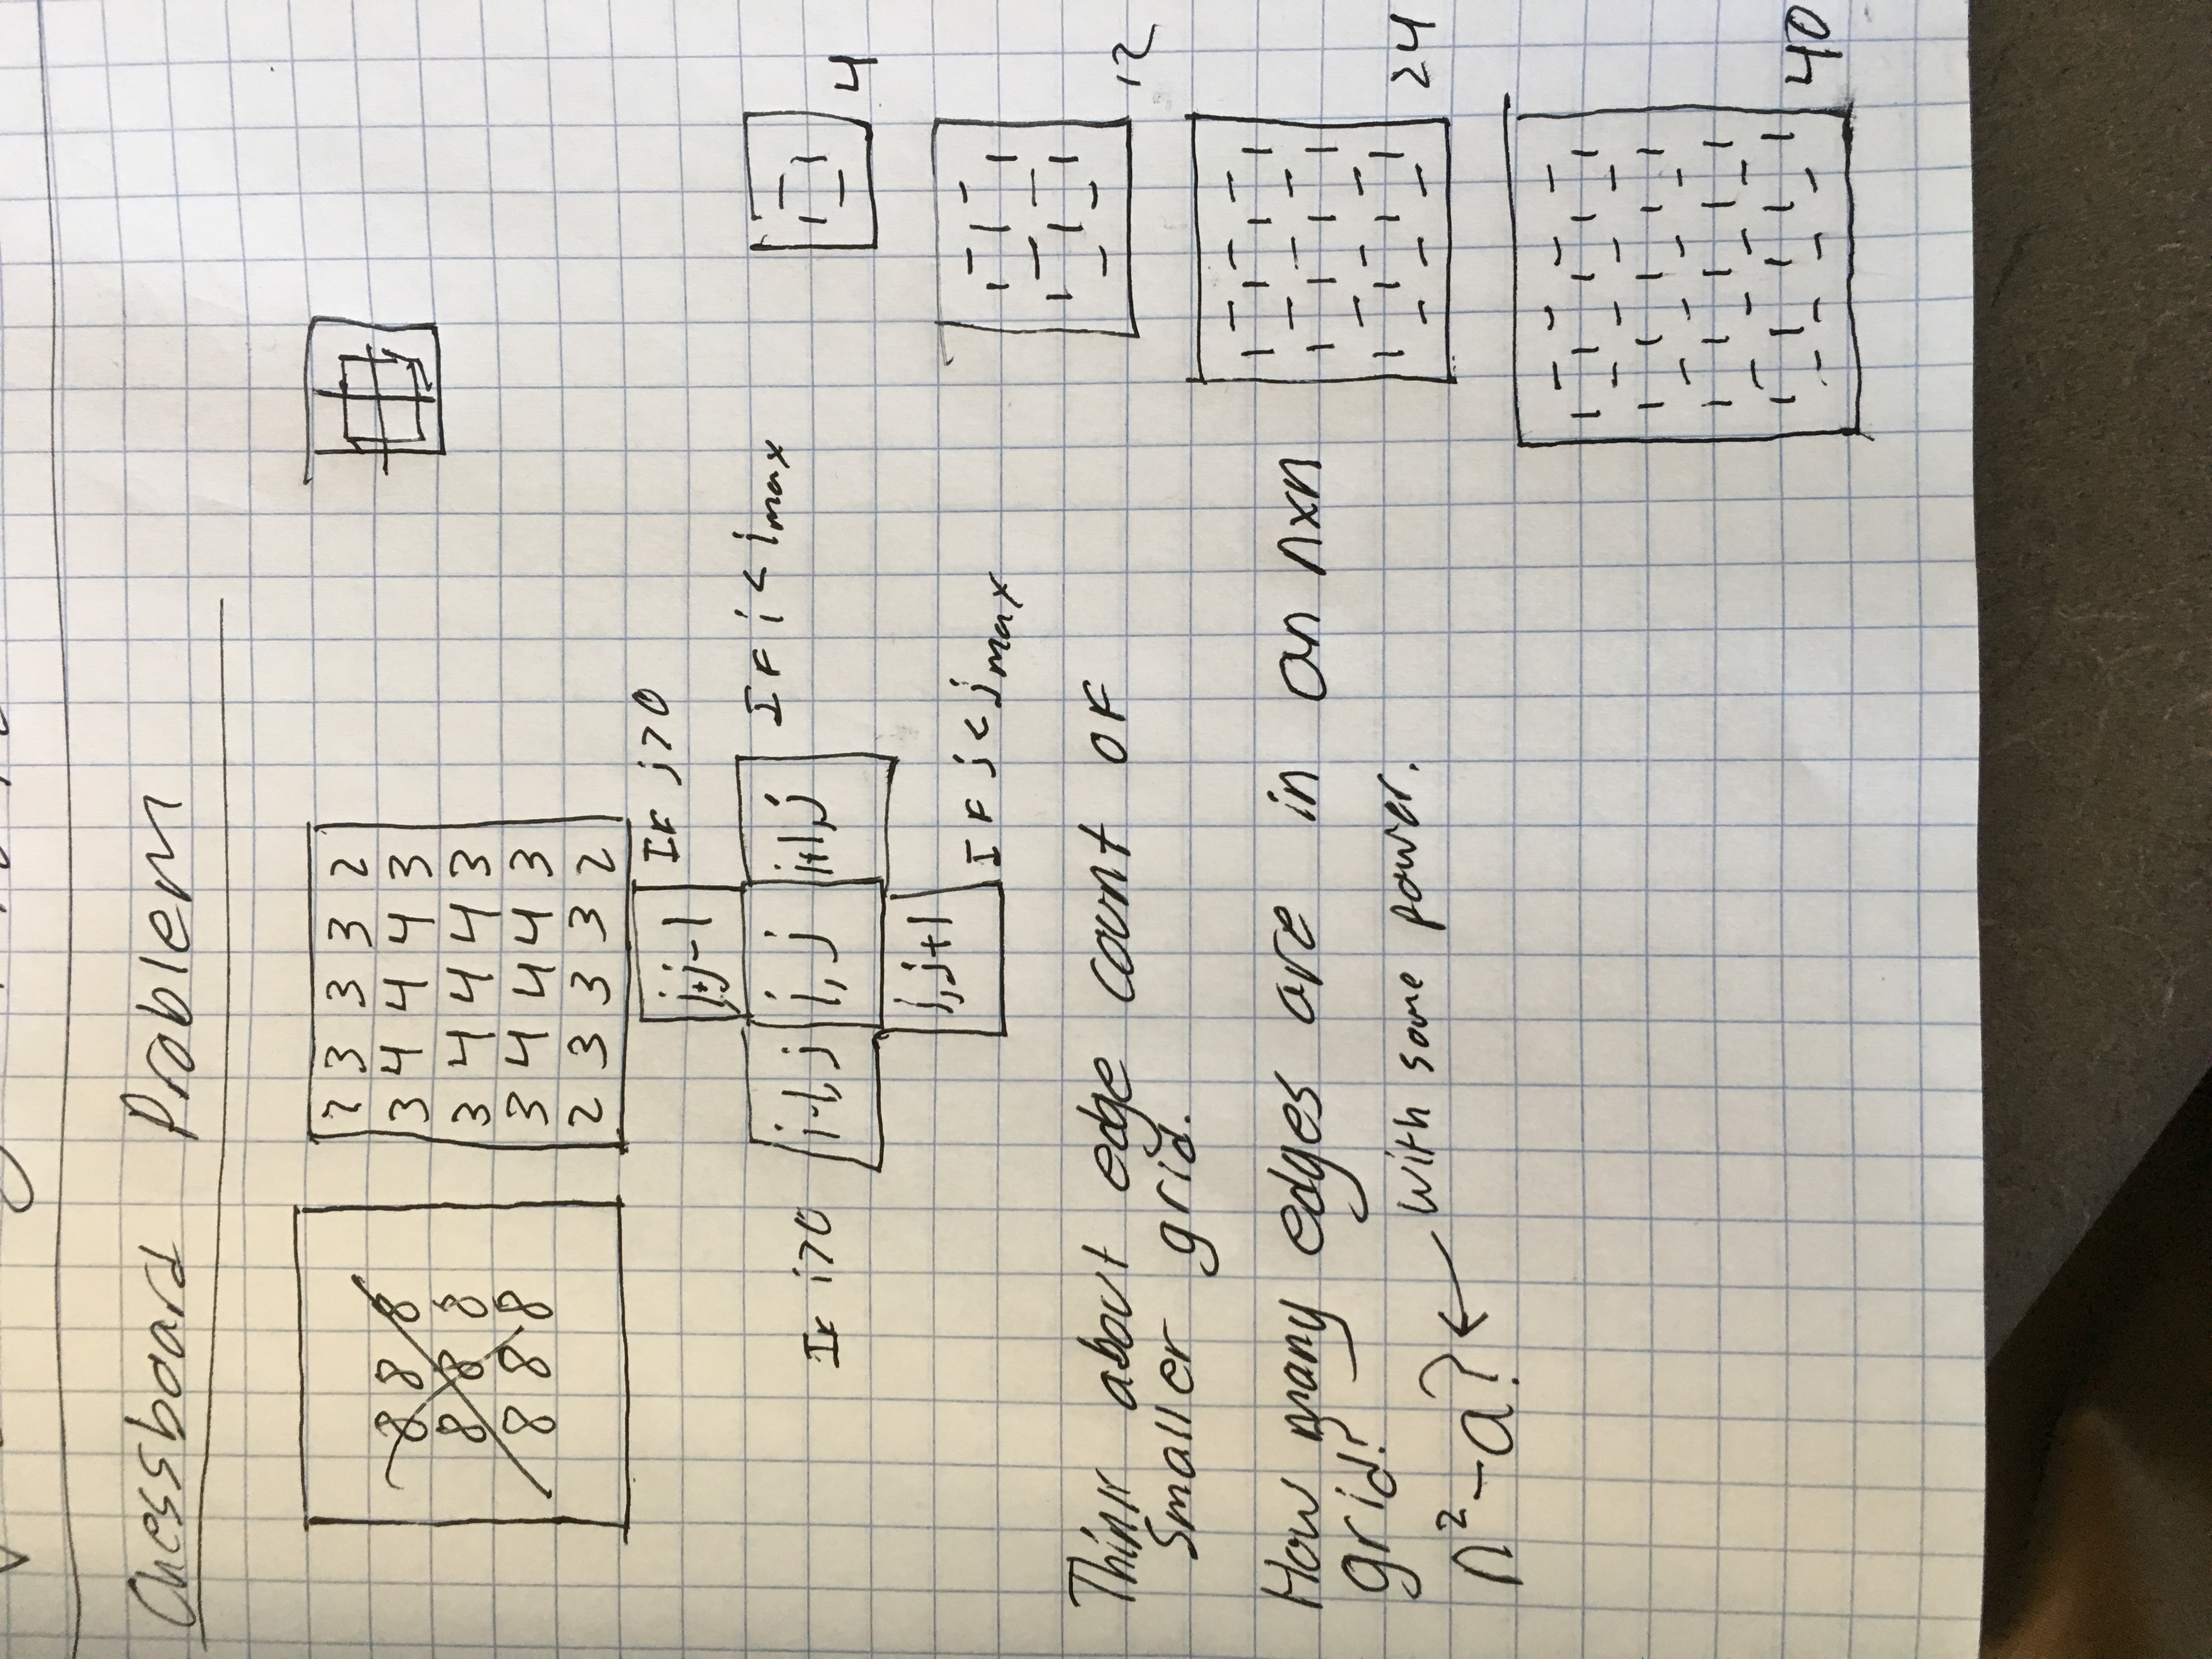 Chessboard Problem
8 8 8
8 8 8
8 8 8
2 3 3 3 2
3 4 4 4 3
3 4 4 4 3
3 4 4 4 3
2 3 3 3 2
i,j-1
If j>0
If i>0
i-1, j
i, j
i+1, j
If i < imax
i, j+1
If j < jmax
Think about edge count of
smaller grid.
How many edges are in an nxn
grid?
n²-a? ← with some power.
4
12
24
40